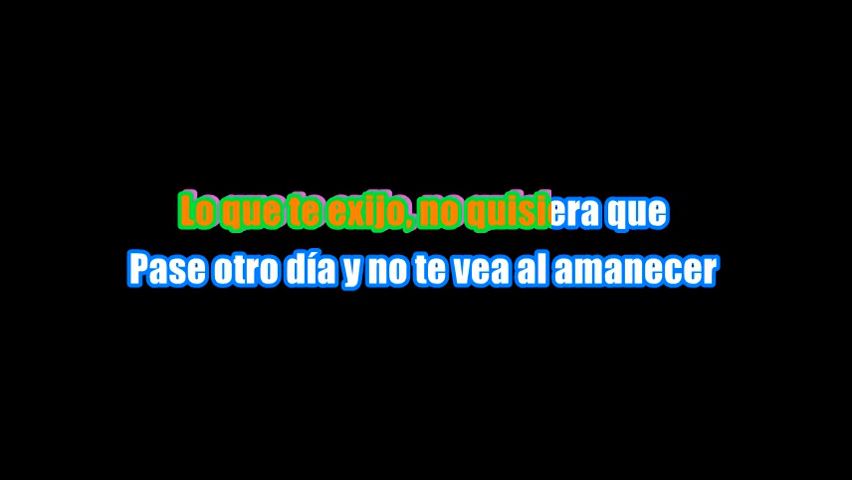 Lo que te exijo, no quisiera que
Pase otro día y no te vea al amanecer